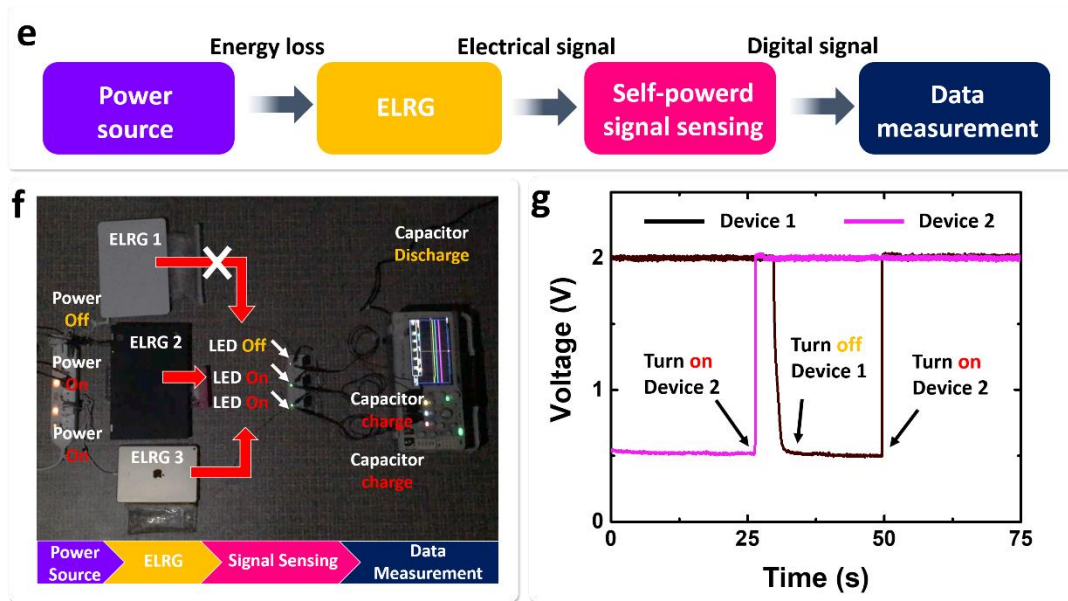 e
Energy loss
Electrical signal
Digital signal
Power
source
ELRG
Self-powerd
signal sensing
Data
measurement
f
ELRG 1
Capacitor
Discharge
Power
Off
ELRG 2
LED Off
Power
On
LED On
LED On
Capacitor
charge
Power
On
ELRG 3
Capacitor
charge
Power
Source
ELRG
Signal Sensing
Data
Measurement
g
Device 1
Device 2
2
1
0
Voltage (V)
Turn on
Device 2
Turn off
Device 1
Turn on
Device 2
0
25
50
75
Time (s)